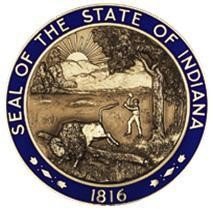 SEAL OF THE STATE OF INDIANA
1816